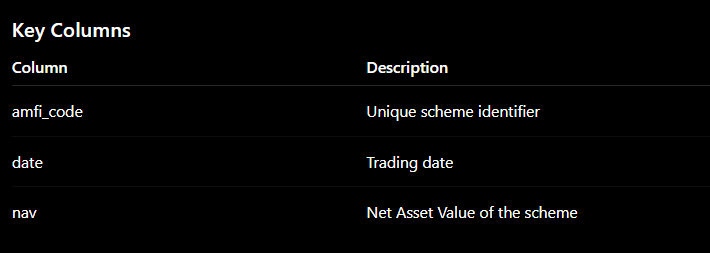 Key Columns
Column Description
amfi_code Unique scheme identifier
date Trading date
nav Net Asset Value of the scheme